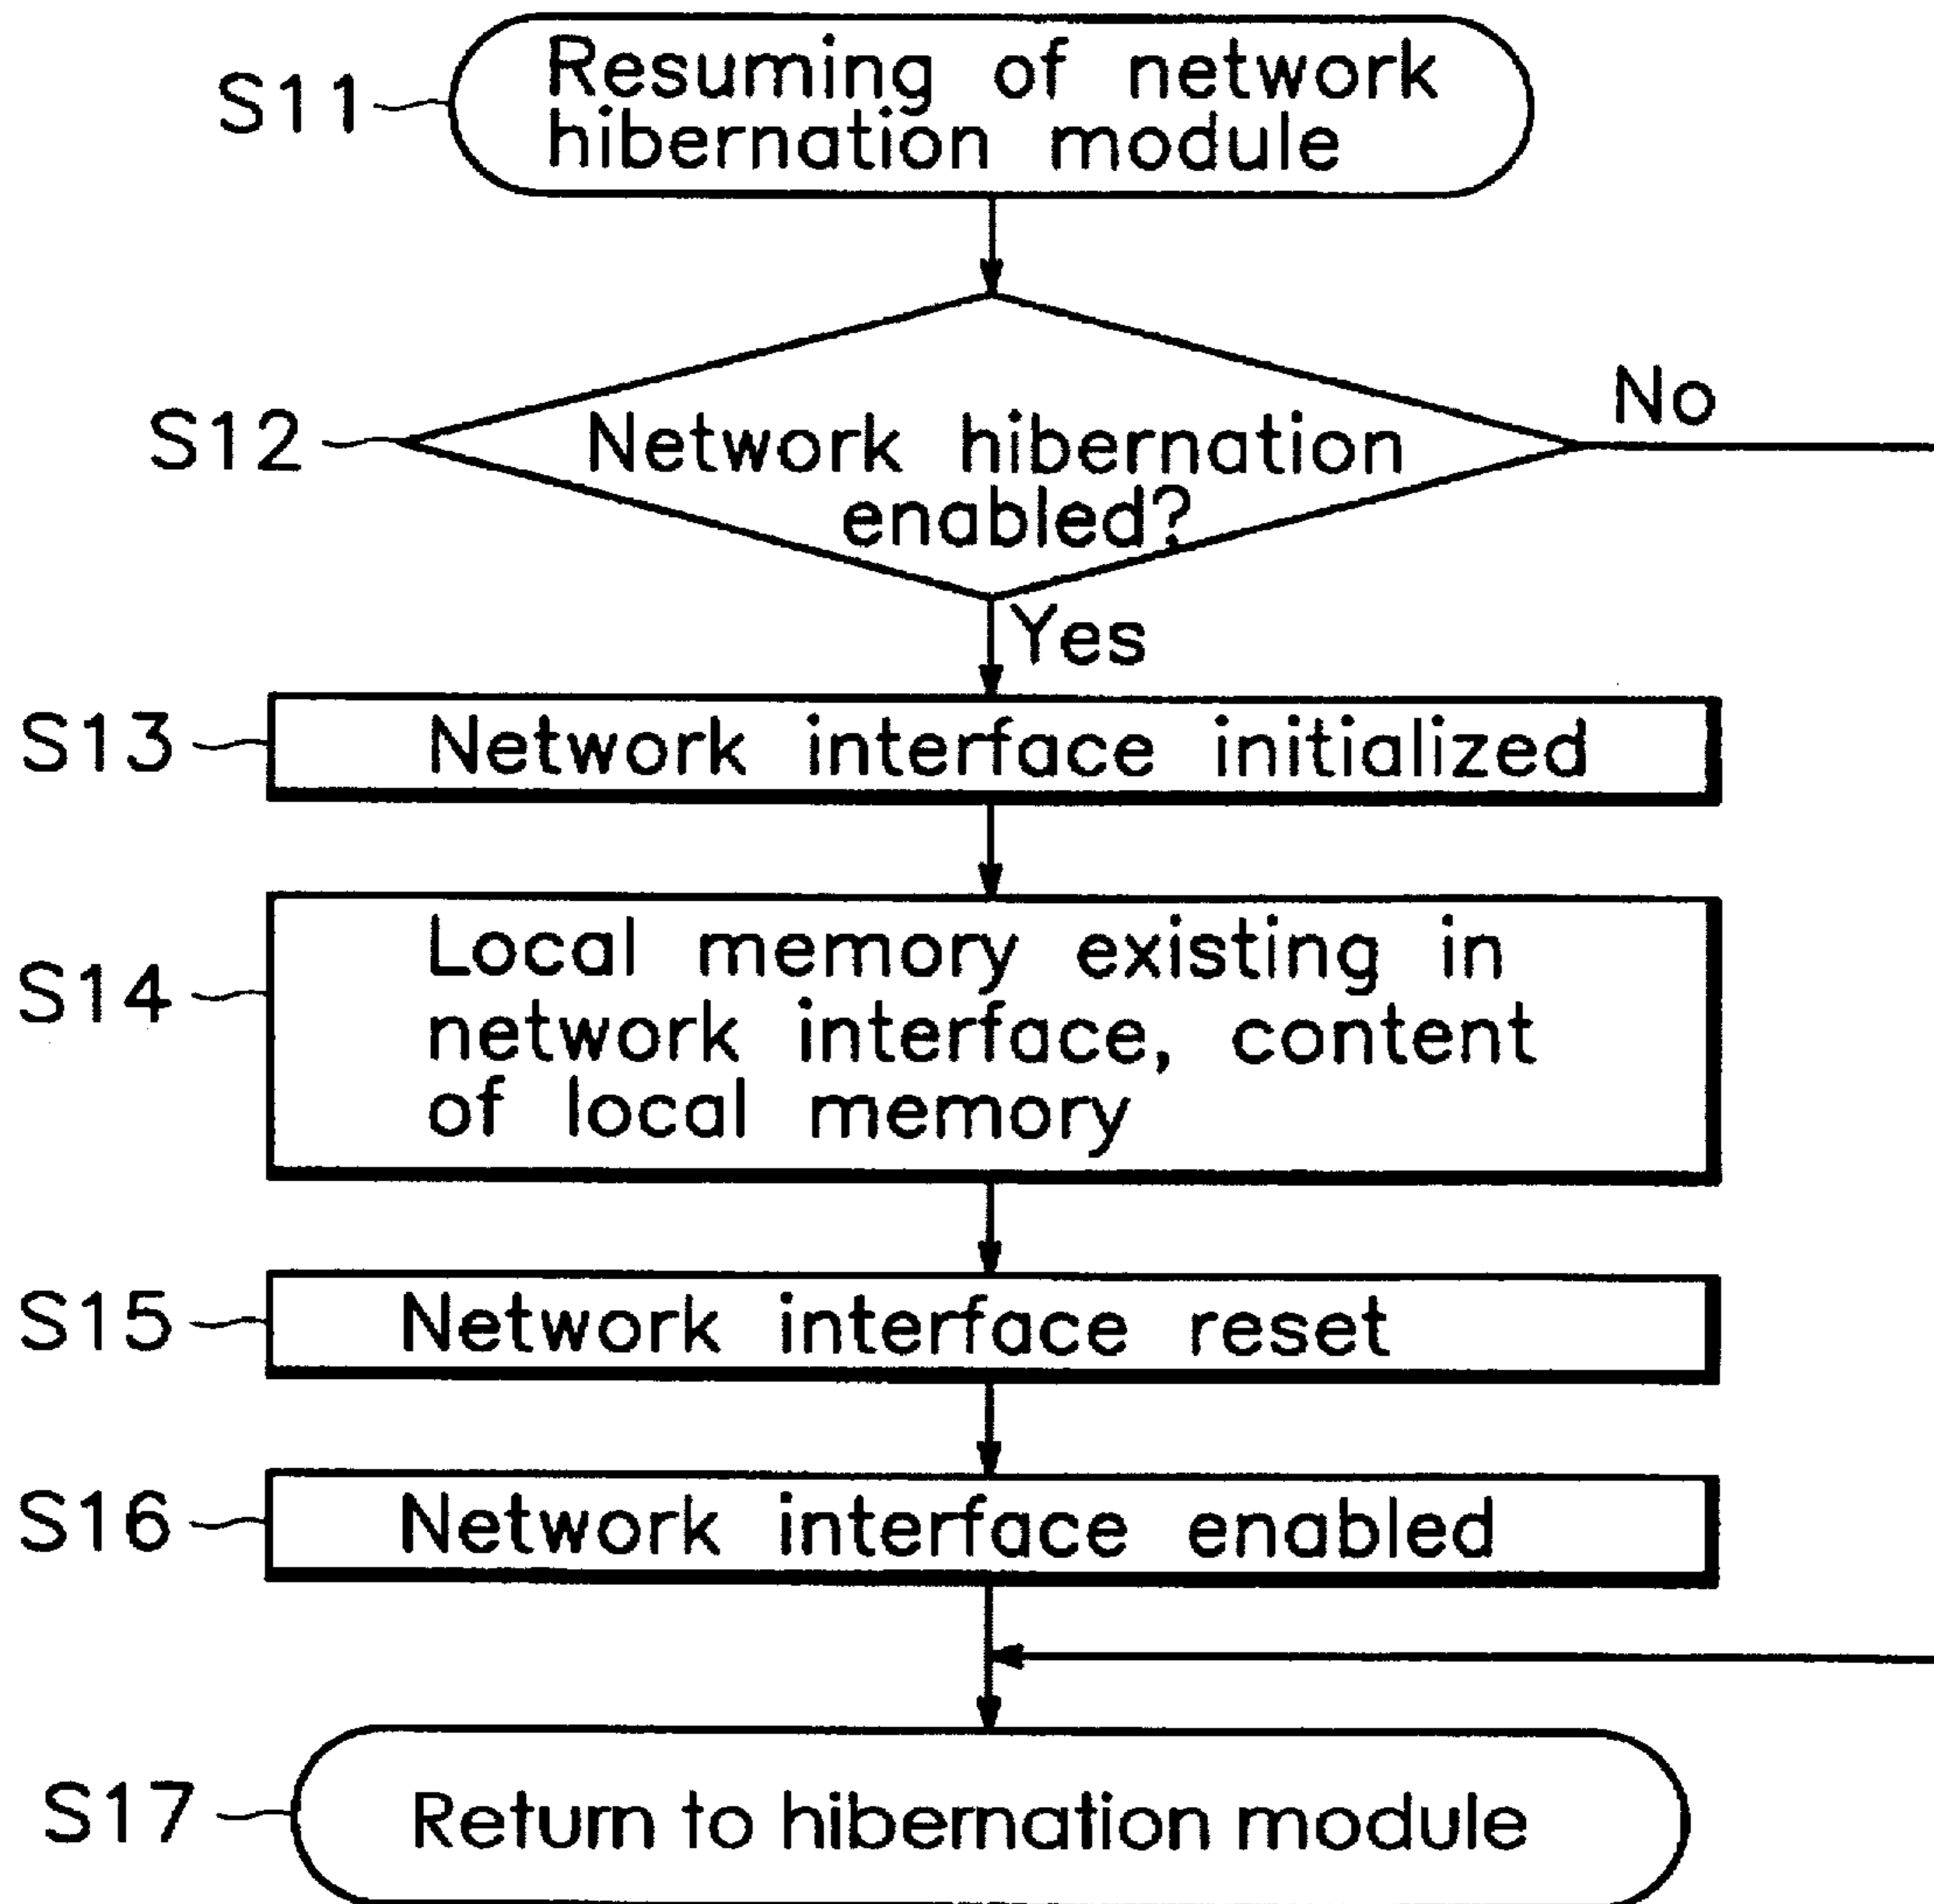 S11
Resuming of network
hibernation module
S12
Network hibernation
enabled?
No
Yes
S13
Network interface initialized
S14
Local memory existing in
network interface, content
of local memory
S15
Network interface reset
S16
Network interface enabled
S17
Return to hibernation module